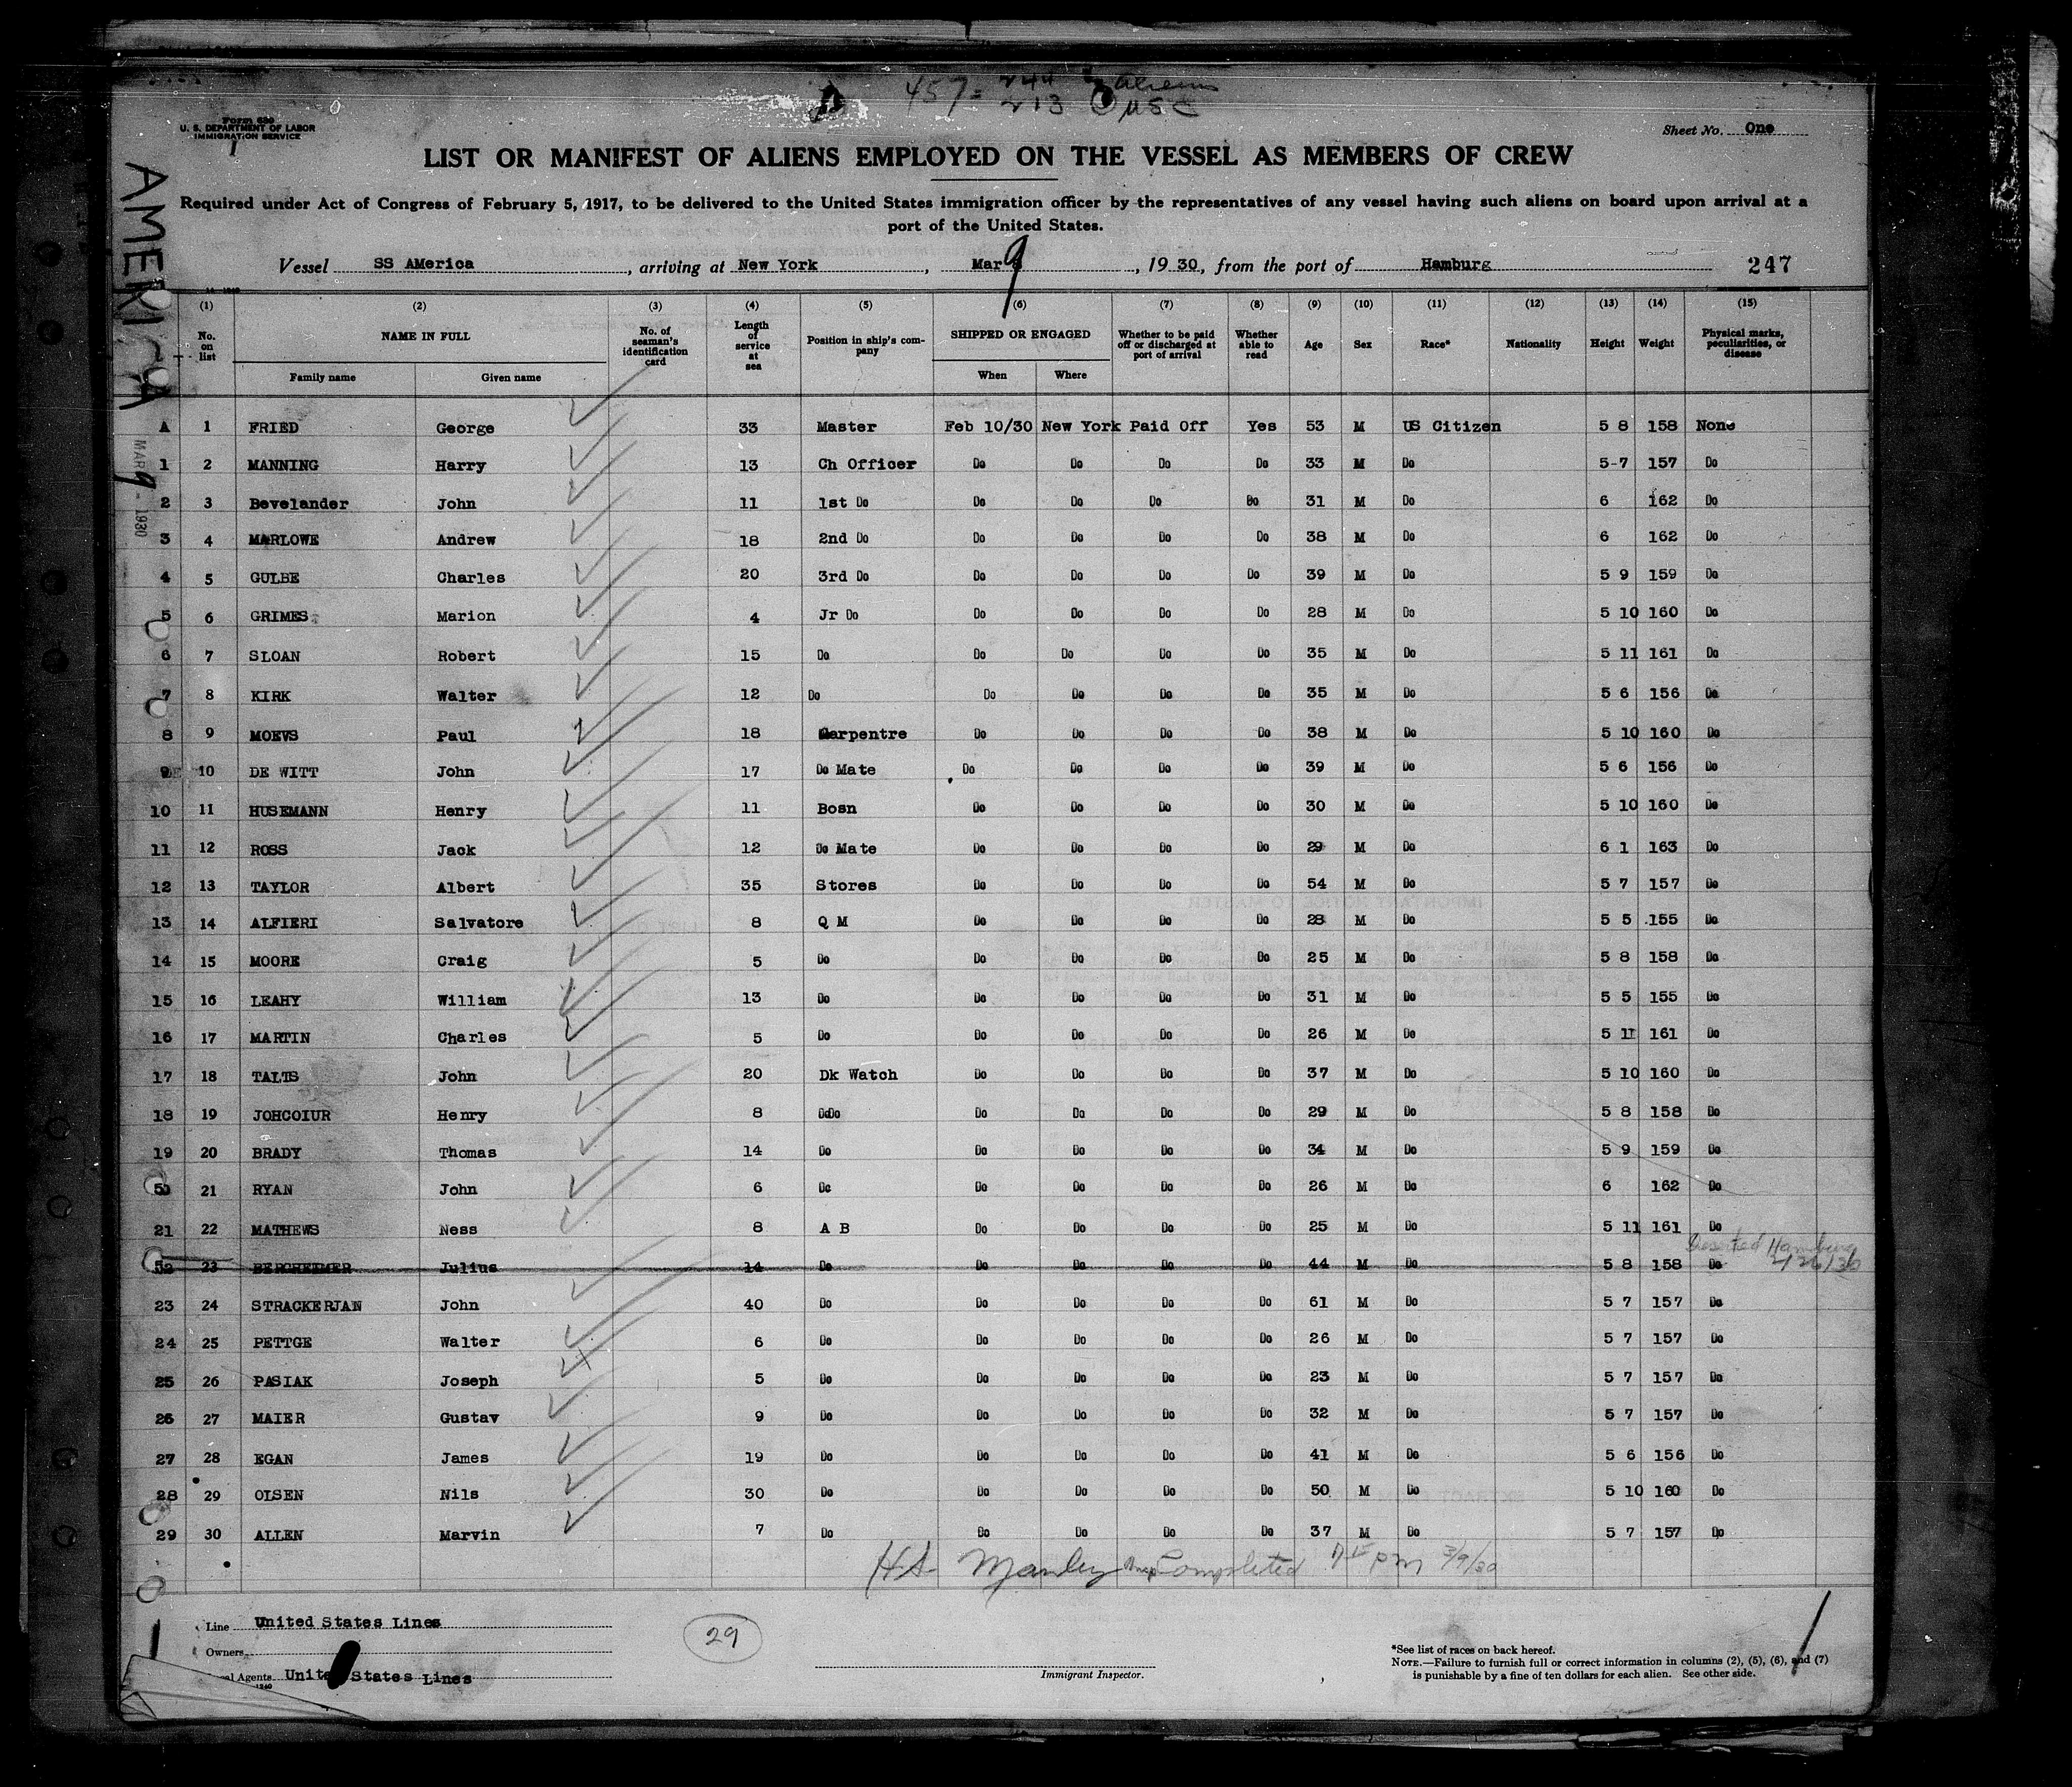 457 = 244 aliens
213 USC
Form 689
U. S. DEPARTMENT OF LABOR
IMMIGRATION SERVICE
Sheet No. One
LIST OR MANIFEST OF ALIENS EMPLOYED ON THE VESSEL AS MEMBERS OF CREW
Required under Act of Congress of February 5, 1917, to be delivered to the United States immigration officer by the representatives of any vessel having such aliens on board upon arrival at a
port of the United States.
Vessel SS AMerica, arriving at New York, Mar 9, 1930, from the port of Hamburg 247
AMERICA
MAR 9 - 1930
(1) (2) (3) (4) (5) (6) (7) (8) (9) (10) (11) (12) (13) (14) (15)
No. on list NAME IN FULL Family name Given name No. of seaman's identification card Length of service at sea Position in ship's company SHIPPED OR ENGAGED When Where Whether to be paid off or discharged at port of arrival Whether able to read Age Sex Race* Nationality Height Weight Physical marks, peculiarities, or disease
A 1 FRIED George 33 Master Feb 10/30 New York Paid Off Yes 53 M US Citizen 5 8 158 None
1 2 MANNING Harry 13 Ch Officer Do Do Do Do 33 M Do 5-7 157 Do
2 3 Bevelander John 11 1st Do Do Do Do Do 31 M Do 6 162 Do
3 4 MARLOWE Andrew 18 2nd Do Do Do Do Do 38 M Do 6 162 Do
4 5 GULBE Charles 20 3rd Do Do Do Do Do 39 M Do 5 9 159 Do
5 6 GRIMES Marion 4 Jr Do Do Do Do Do 28 M Do 5 10 160 Do
6 7 SLOAN Robert 15 Do Do Do Do Do 35 M Do 5 11 161 Do
7 8 KIRK Walter 12 Do Do Do Do Do 35 M Do 5 6 156 Do
8 9 MOEVS Paul 18 Carpentre Do Do Do Do 38 M Do 5 10 160 Do
9 10 DE WITT John 17 Do Mate Do Do Do Do 39 M Do 5 6 156 Do
10 11 HUSEMANN Henry 11 Bosn Do Do Do Do 30 M Do 5 10 160 Do
11 12 ROSS Jack 12 Do Mate Do Do Do Do 29 M Do 6 1 163 Do
12 13 TAYLOR Albert 35 Stores Do Do Do Do 54 M Do 5 7 157 Do
13 14 ALFIERI Salvatore 8 Q M Do Do Do Do 28 M Do 5 5 155 Do
14 15 MOORE Craig 5 Do Do Do Do Do 25 M Do 5 8 158 Do
15 16 LEAHY William 13 Do Do Do Do Do 31 M Do 5 5 155 Do
16 17 MARTIN Charles 5 Do Do Do Do Do 26 M Do 5 11 161 Do
17 18 TALTS John 20 Dk Watch Do Do Do Do 37 M Do 5 10 160 Do
18 19 JOHCOIUR Henry 8 DoDo Do Do Do Do 29 M Do 5 8 158 Do
19 20 BRADY Thomas 14 Do Do Do Do Do 34 M Do 5 9 159 Do
21 RYAN John 6 Do Do Do Do Do 26 M Do 6 162 Do
21 22 MATHEWS Ness 8 A B Do Do Do Do 25 M Do 5 11 161 Do
23 BERGHEIMER Julius 14 Do Do Do Do Do 44 M Do 5 8 158 Do Deserted Hamburg
23 24 STRACKERJAN John 40 Do Do Do Do Do 61 M Do 5 7 157 Do
24 25 PETTGE Walter 6 Do Do Do Do Do 26 M Do 5 7 157 Do
25 26 PASIAK Joseph 5 Do Do Do Do Do 23 M Do 5 7 157 Do
26 27 MAIER Gustav 9 Do Do Do Do Do 32 M Do 5 7 157 Do
27 28 EGAN James 19 Do Do Do Do Do 41 M Do 5 6 156 Do
28 29 OLSEN Nils 30 Do Do Do Do Do 50 M Do 5 10 160 Do
29 30 ALLEN Marvin 7 Do Do Do Do Do 37 M Do 5 7 157 Do
Manley Completed PM 3/9/30
Line United States Lines
Owners
Agents United States Lines
29
Immigrant Inspector.
*See list of races on back hereof.
NOTE.—Failure to furnish full or correct information in columns (2), (5), (6), and (7)
is punishable by a fine of ten dollars for each alien. See other side.